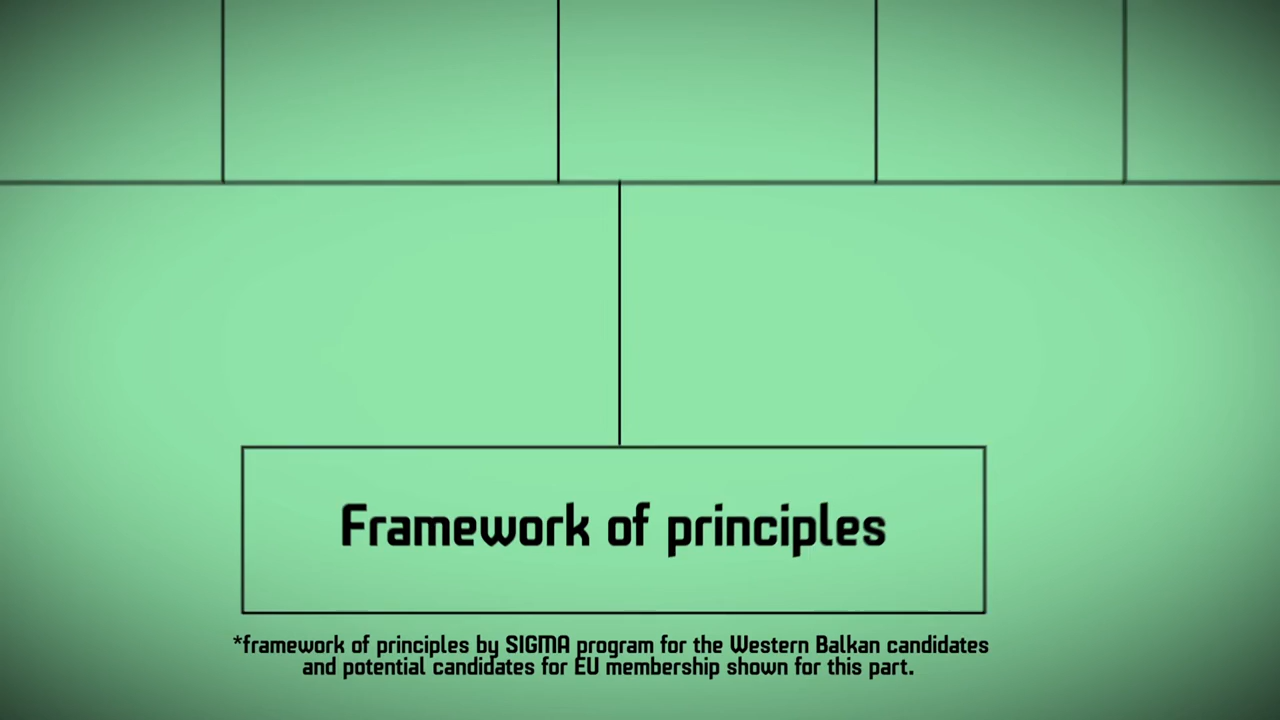 Framework of principles
*framework of principles by SIGMA program for the Western Balkan candidates
and potential candidates for EU membership shown for this part.